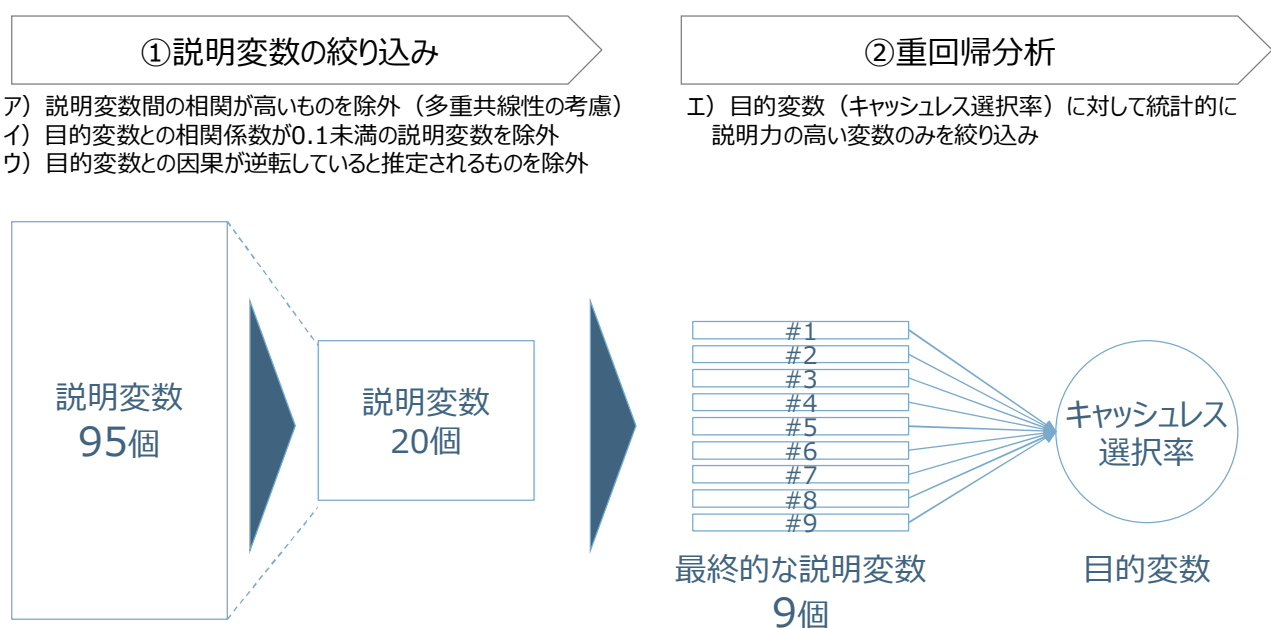 ①説明変数の絞り込み
ア）説明変数間の相関が高いものを除外（多重共線性の考慮）
イ）目的変数との相関係数が0.1未満の説明変数を除外
ウ）目的変数との因果が逆転していると推定されるものを除外
②重回帰分析
エ）目的変数（キャッシュレス選択率）に対して統計的に
説明力の高い変数のみを絞り込み
説明変数
95個
説明変数
20個
#1
#2
#3
#4
#5
#6
#7
#8
#9
最終的な説明変数
9個
キャッシュレス
選択率
目的変数